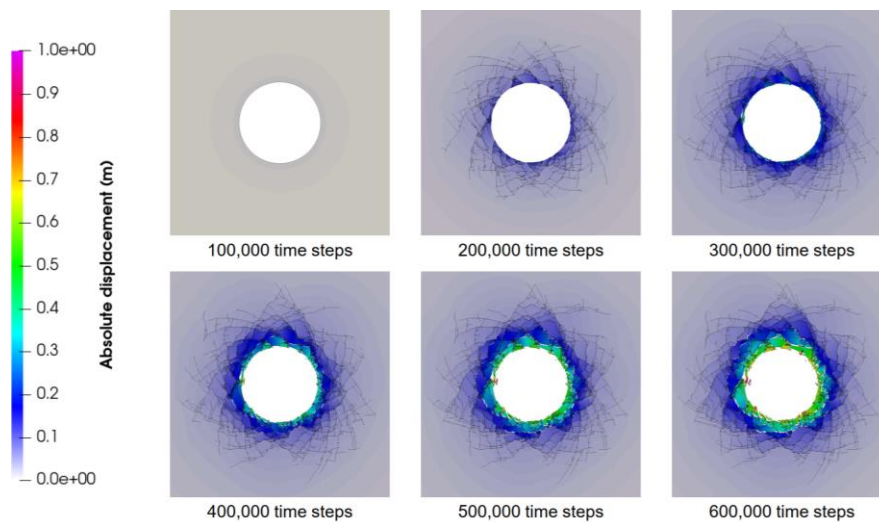 1.0e+00
0.9
0.8
0.7
0.6
0.5
0.4
0.3
0.2
0.1
0.0e+00
Absolute displacement (m)
100,000 time steps
200,000 time steps
300,000 time steps
400,000 time steps
500,000 time steps
600,000 time steps